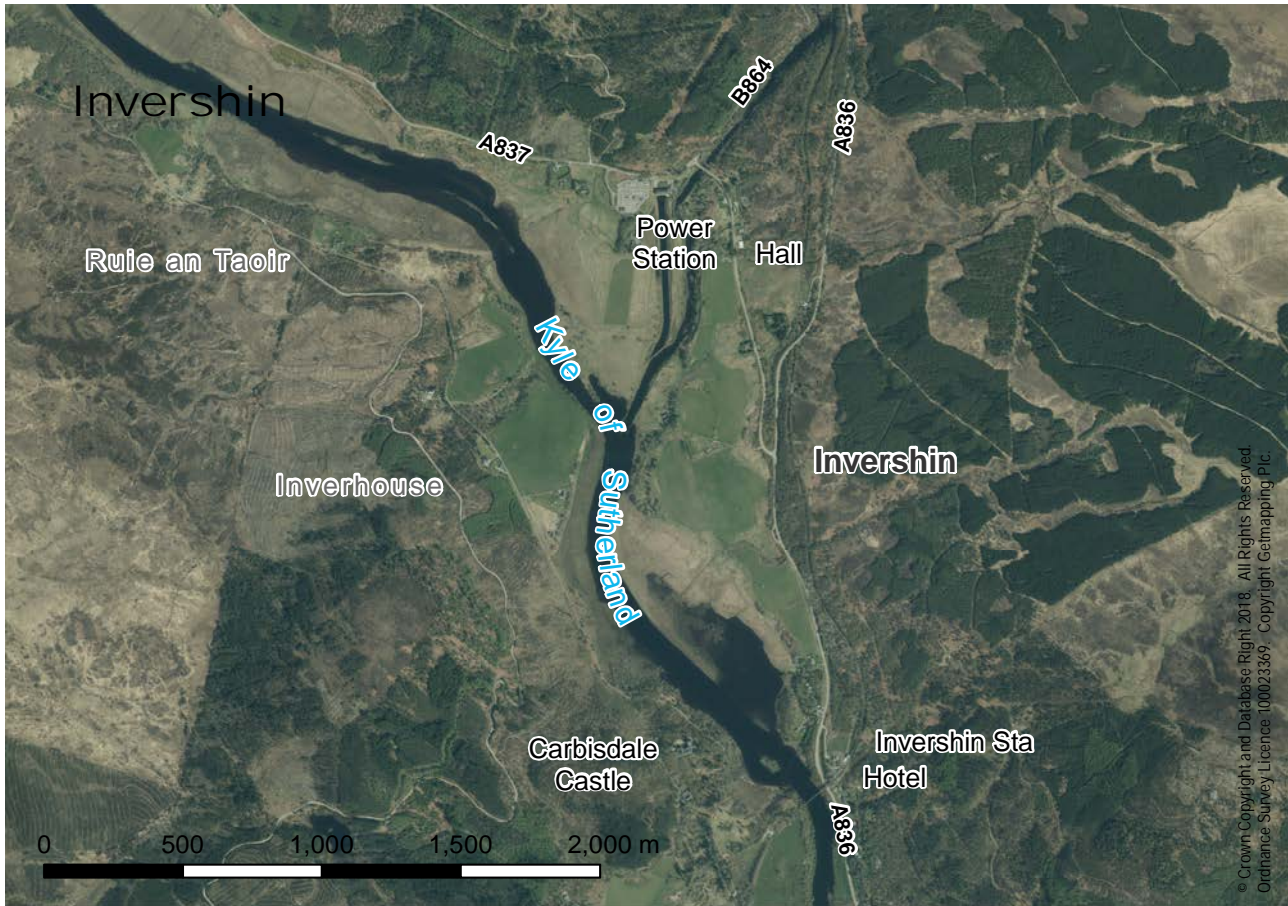 Invershin
B864
A836
A837
Power
Station
Hall
Ruie an Taoir
Kyle of Sutherland
Invershin
Inverhouse
Carbisdale
Castle
Invershin Sta
Hotel
A836
0 500 1,000 1,500 2,000 m
© Crown Copyright and Database Right 2018. All Rights Reserved.
Ordnance Survey Licence 100023369. Copyright Getmapping Plc.